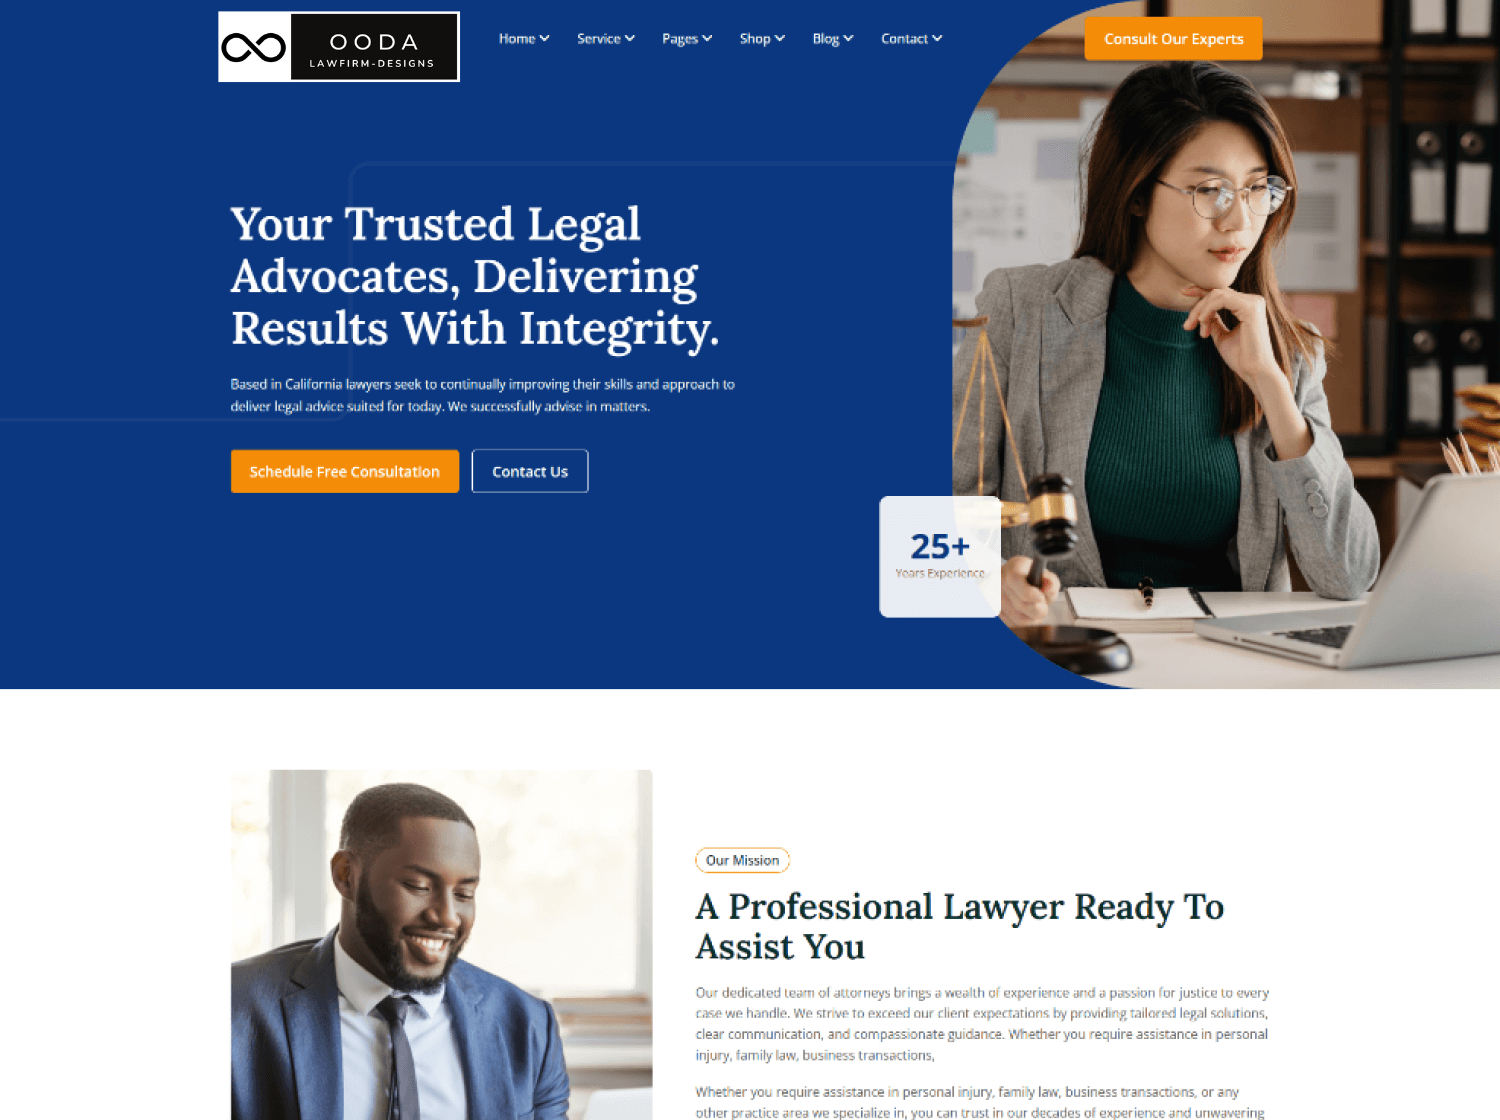 OODA
LAWFIRM-DESIGNS
Home
Service
Pages
Shop
Blog
Contact
Consult Our Experts
Your Trusted Legal
Advocates, Delivering
Results With Integrity.
Based in California lawyers seek to continually improving their skills and approach to
deliver legal advice suited for today. We successfully advise in matters.
Schedule Free Consultation
Contact Us
25+
Years Experience
Our Mission
A Professional Lawyer Ready To
Assist You
Our dedicated team of attorneys brings a wealth of experience and a passion for justice to every
case we handle. We strive to exceed our client expectations by providing tailored legal solutions,
clear communication, and compassionate guidance. Whether you require assistance in personal
injury, family law, business transactions,
Whether you require assistance in personal injury, family law, business transactions, or any
other practice area we specialize in, you can trust in our decades of experience and unwavering